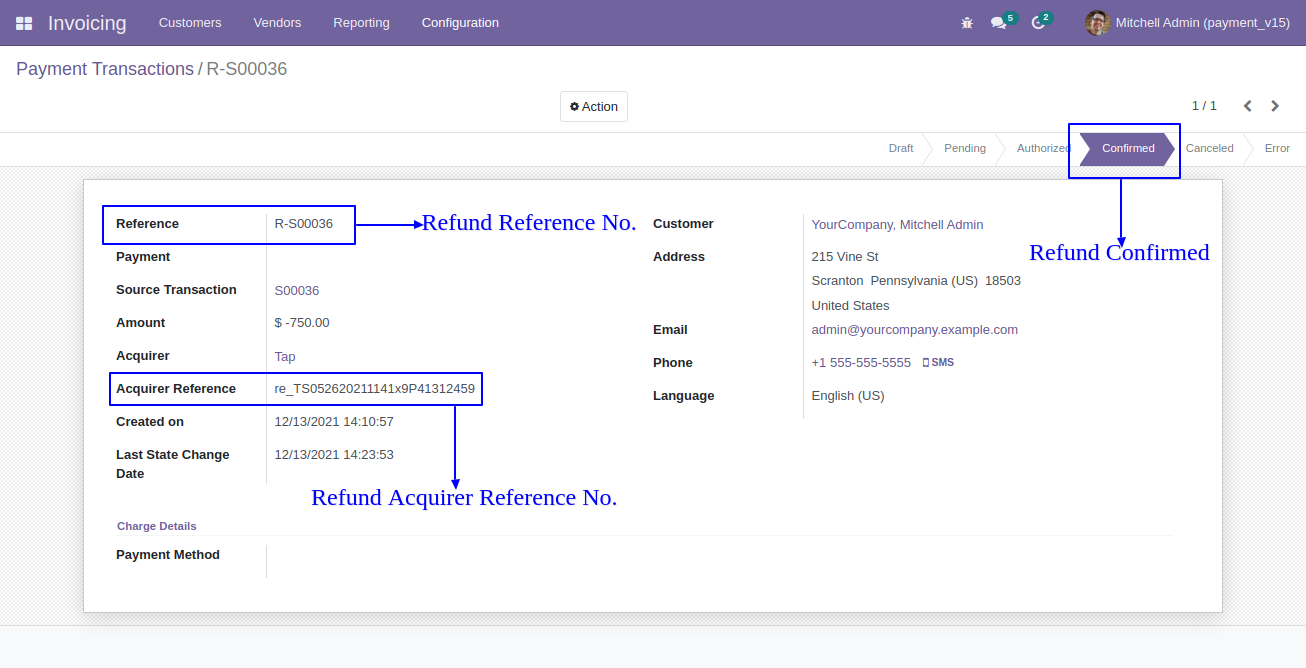 Invoicing Customers Vendors Reporting Configuration 5 2 Mitchell Admin (payment_v15)
Payment Transactions / R-S00036
Action 1 / 1
Draft Pending Authorized Confirmed Canceled Error
Reference R-S00036 Refund Reference No.
Payment
Source Transaction S00036
Amount $ -750.00
Acquirer Tap
Acquirer Reference re_TS052620211141x9P41312459
Created on 12/13/2021 14:10:57
Last State Change 12/13/2021 14:23:53
Date
Refund Acquirer Reference No.
Customer YourCompany, Mitchell Admin
Refund Confirmed
Address 215 Vine St
Scranton Pennsylvania (US) 18503
United States
Email admin@yourcompany.example.com
Phone +1 555-555-5555 SMS
Language English (US)
Charge Details
Payment Method